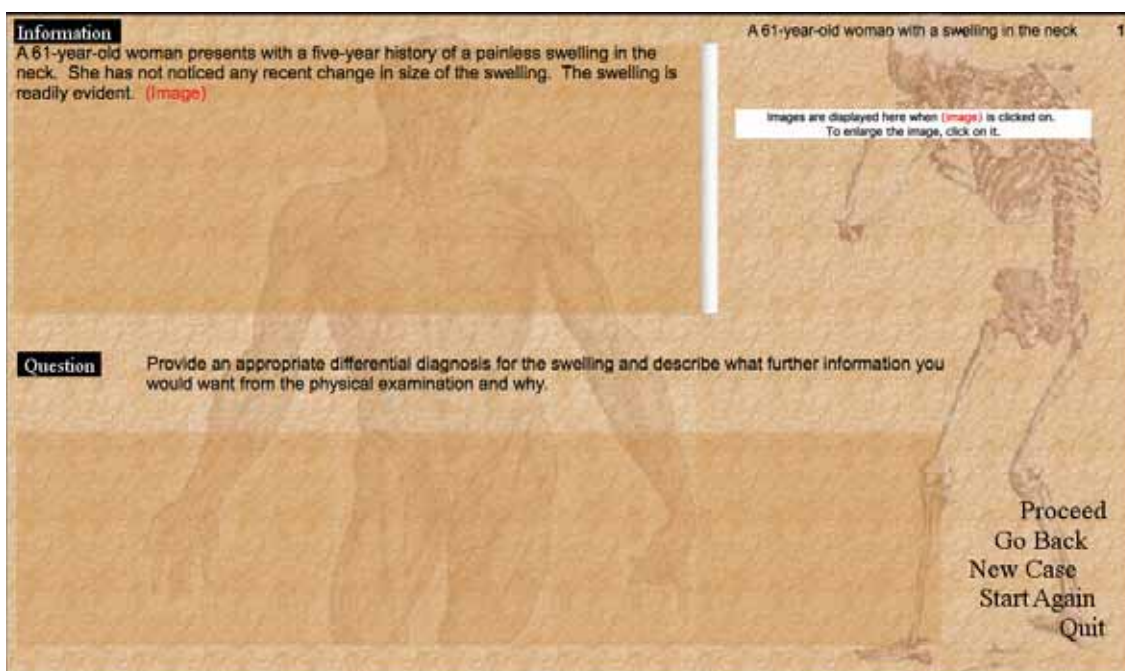 Information
A 61-year-old woman with a swelling in the neck 1
A 61-year-old woman presents with a five-year history of a painless swelling in the
neck. She has not noticed any recent change in size of the swelling. The swelling is
readily evident. (Image)
Images are displayed here when (image) is clicked on.
To enlarge the image, click on it.
Question
Provide an appropriate differential diagnosis for the swelling and describe what further information you
would want from the physical examination and why.
Proceed
Go Back
New Case
Start Again
Quit